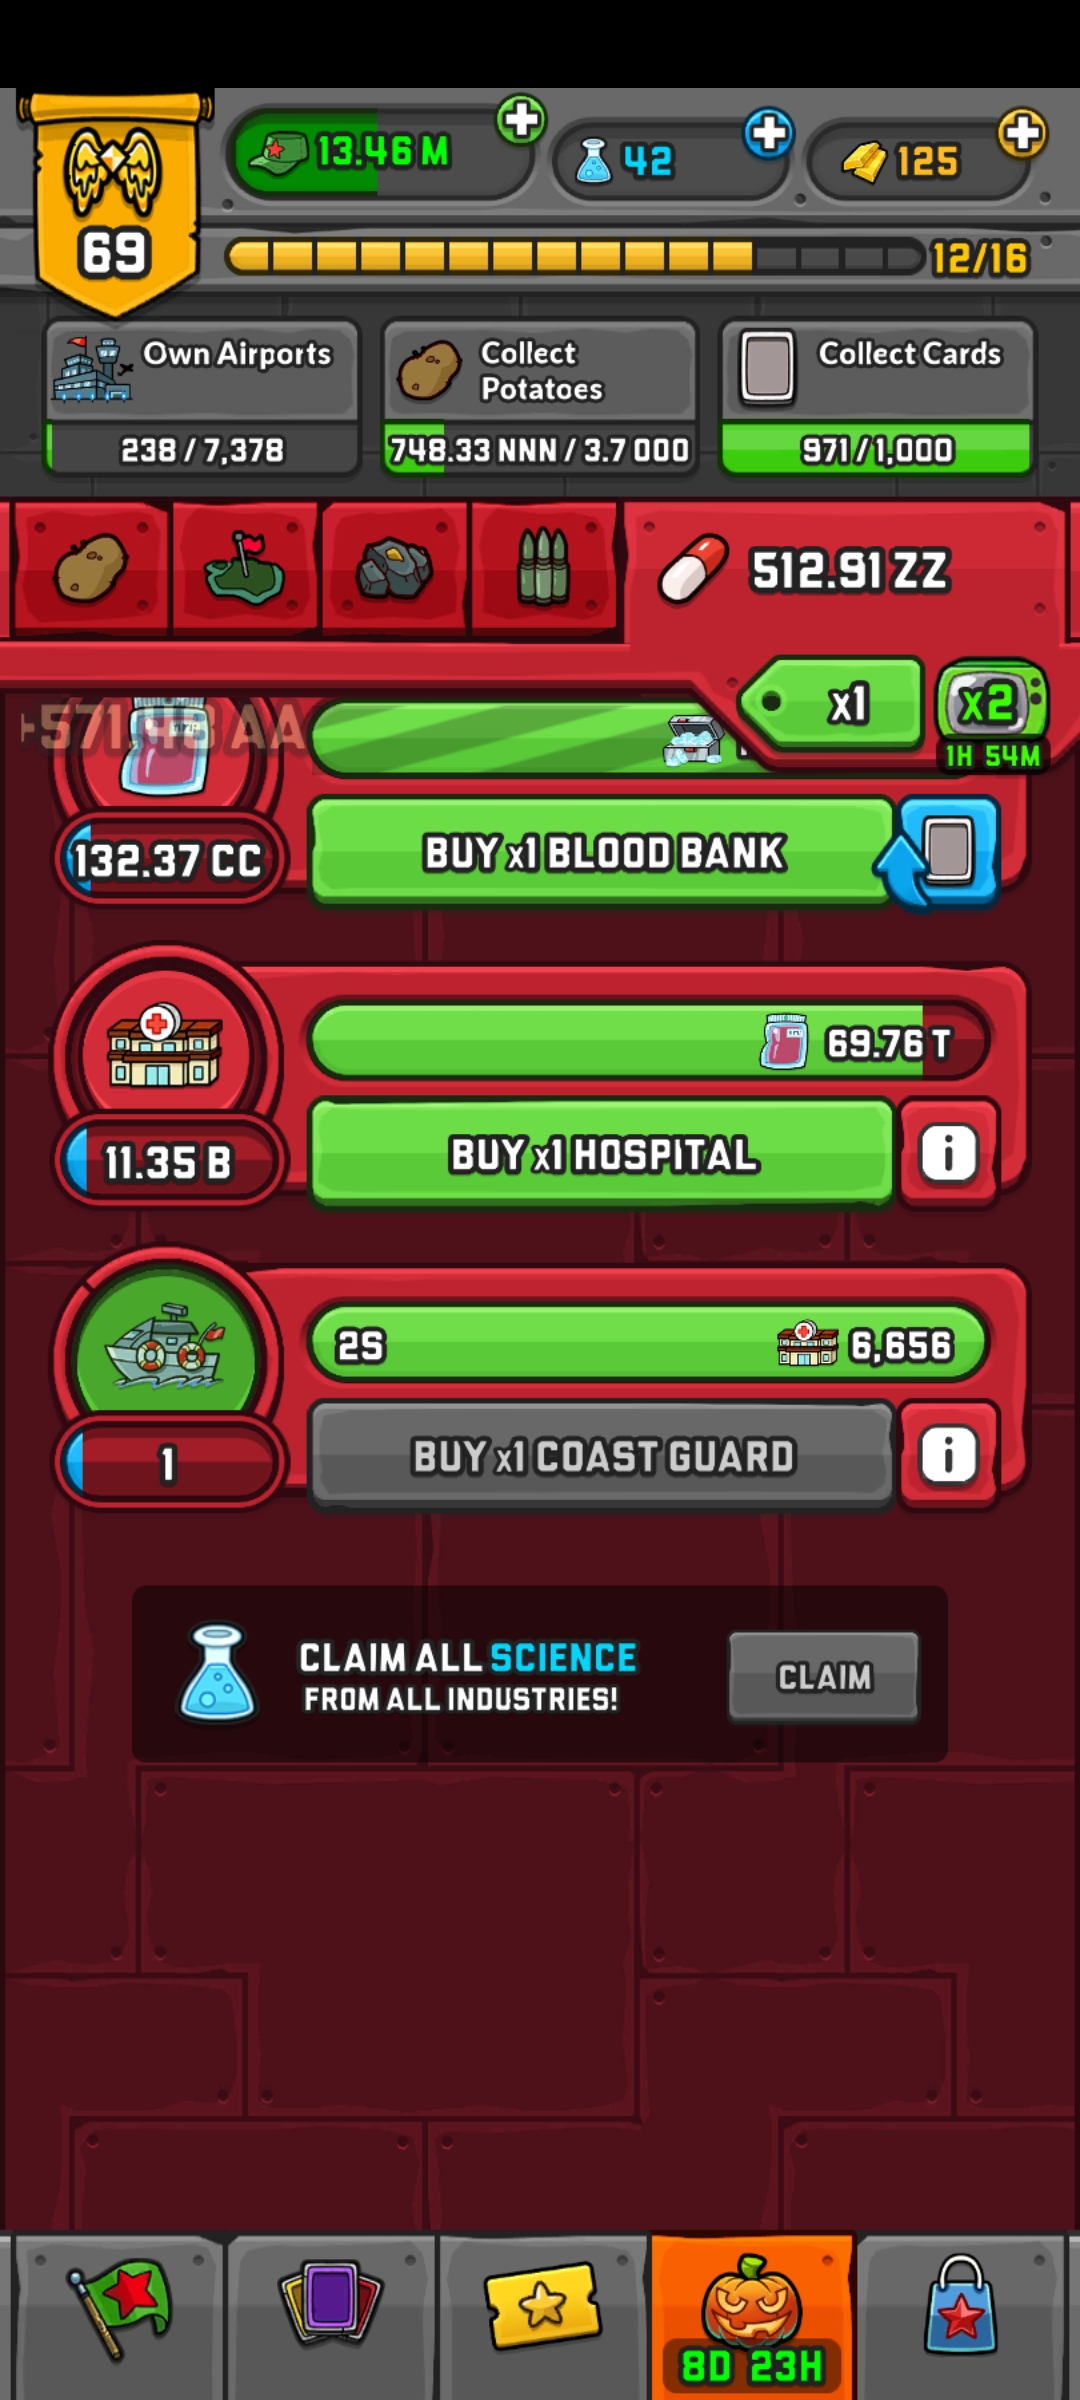 13.46 M
42
125
69
12/16
Own Airports
Collect
Potatoes
Collect Cards
238 / 7,378
748.33 NNN / 3.7 OOO
971 / 1,000
512.91 ZZ
x1
x2
1H 54M
132.37 CC
BUY x1 BLOOD BANK
69.76 T
11.35 B
BUY x1 HOSPITAL
2S
6,656
1
BUY x1 COAST GUARD
CLAIM ALL SCIENCE
FROM ALL INDUSTRIES!
CLAIM
8D 23H